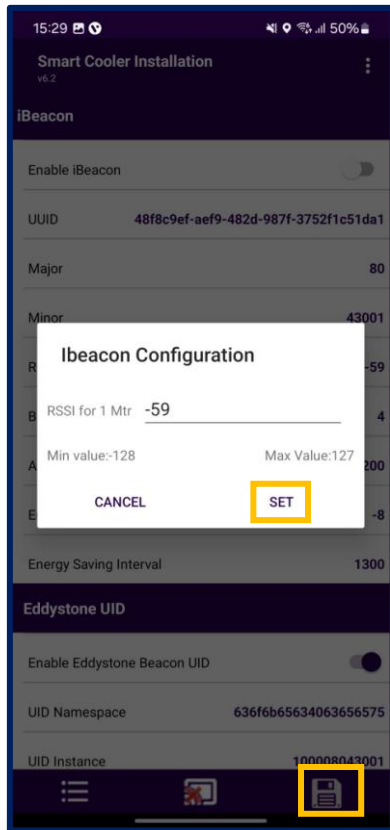 15:29 50%
Smart Cooler Installation
v6.2
iBeacon
Enable iBeacon
UUID 48f8c9ef-aef9-482d-987f-3752f1c51da1
Major 80
Minor 43001
Ibeacon Configuration
R -59
RSSI for 1 Mtr -59
B 4
Min value:-128 Max Value:127
A 200
CANCEL SET
E -8
Energy Saving Interval 1300
Eddystone UID
Enable Eddystone Beacon UID
UID Namespace 636f6b65634063656575
UID Instance 100008043001